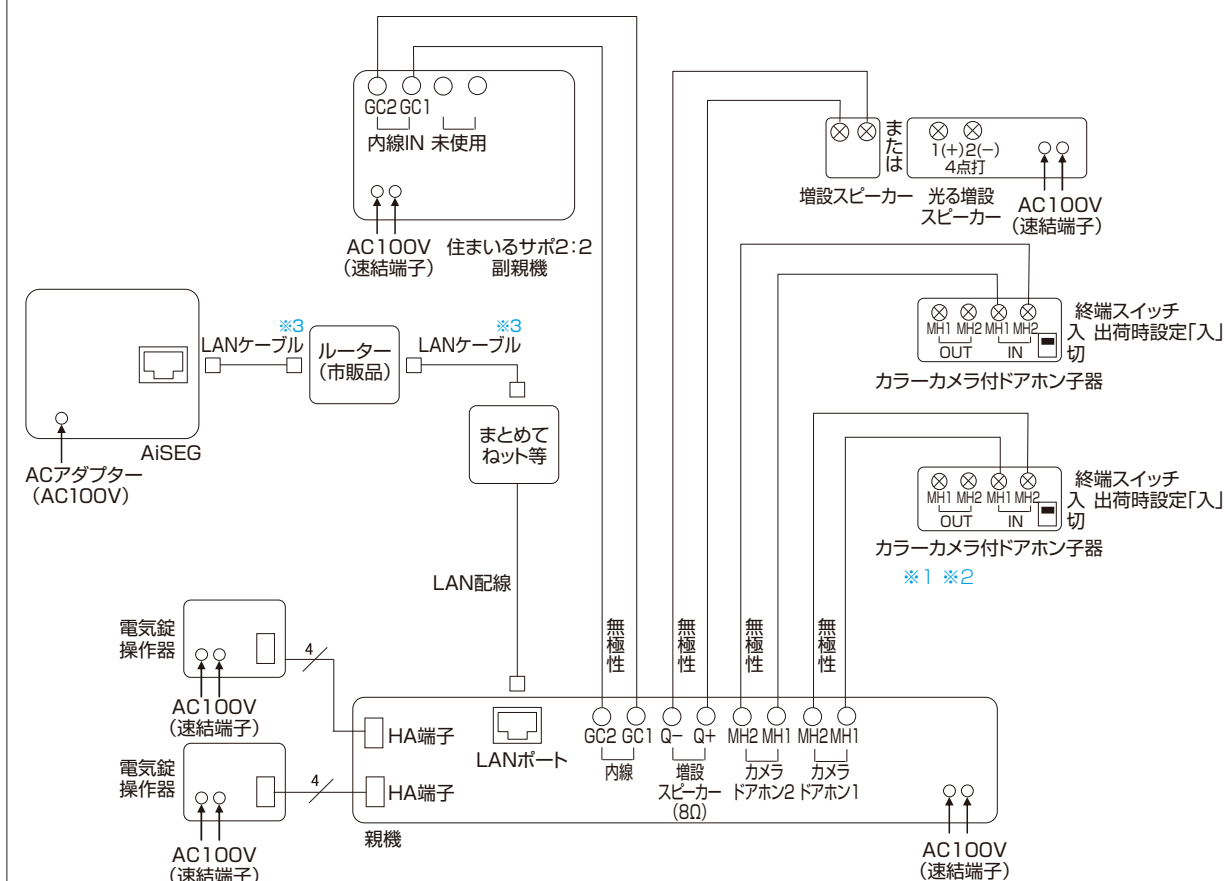 GC2 GC1
内線IN 未使用
AC100V
(速結端子)
住まいるサポ2:2
副親機
または
1(+)2(−)
4点打
増設スピーカー
光る増設
スピーカー
AC100V
(速結端子)
MH1 MH2 MH1 MH2
OUT IN
終端スイッチ
入 出荷時設定「入」
切
カラーカメラ付ドアホン子器
MH1 MH2 MH1 MH2
OUT IN
終端スイッチ
入 出荷時設定「入」
切
カラーカメラ付ドアホン子器
※1 ※2
AiSEG
ACアダプター
(AC100V)
※3
LANケーブル
ルーター
(市販品)
※3
LANケーブル
まとめて
ねット等
LAN配線
無極性
無極性
無極性
無極性
電気錠
操作器
4
AC100V
(速結端子)
電気錠
操作器
4
AC100V
(速結端子)
HA端子
HA端子
LANポート
GC2 GC1 Q− Q+ MH2 MH1 MH2 MH1
内線
増設
スピーカー
(8Ω)
カメラ
ドアホン2
カメラ
ドアホン1
親機
AC100V
(速結端子)